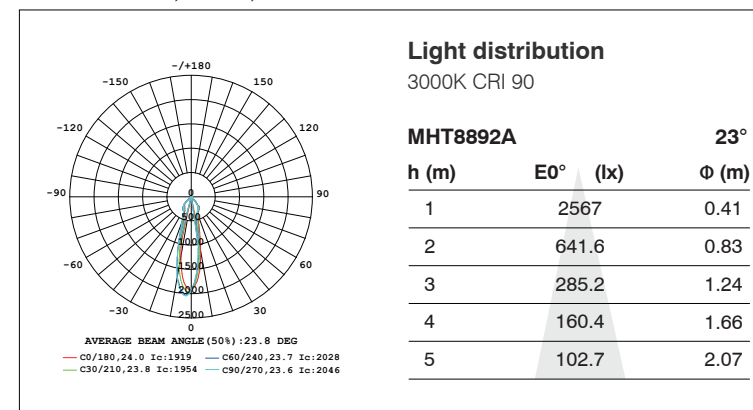 -/+180
-150 150
-120 120
-90 90
-60 60
-30 30
0
0
500
1000
1500
2000
2500
AVERAGE BEAM ANGLE(50%):23.8 DEG
C0/180,24.0 Ic:1919 C60/240,23.7 Ic:2028
C30/210,23.8 Ic:1954 C90/270,23.6 Ic:2046
Light distribution
3000K CRI 90
MHT8892A 23°
h (m) E0° (lx) Φ (m)
1 2567 0.41
2 641.6 0.83
3 285.2 1.24
4 160.4 1.66
5 102.7 2.07